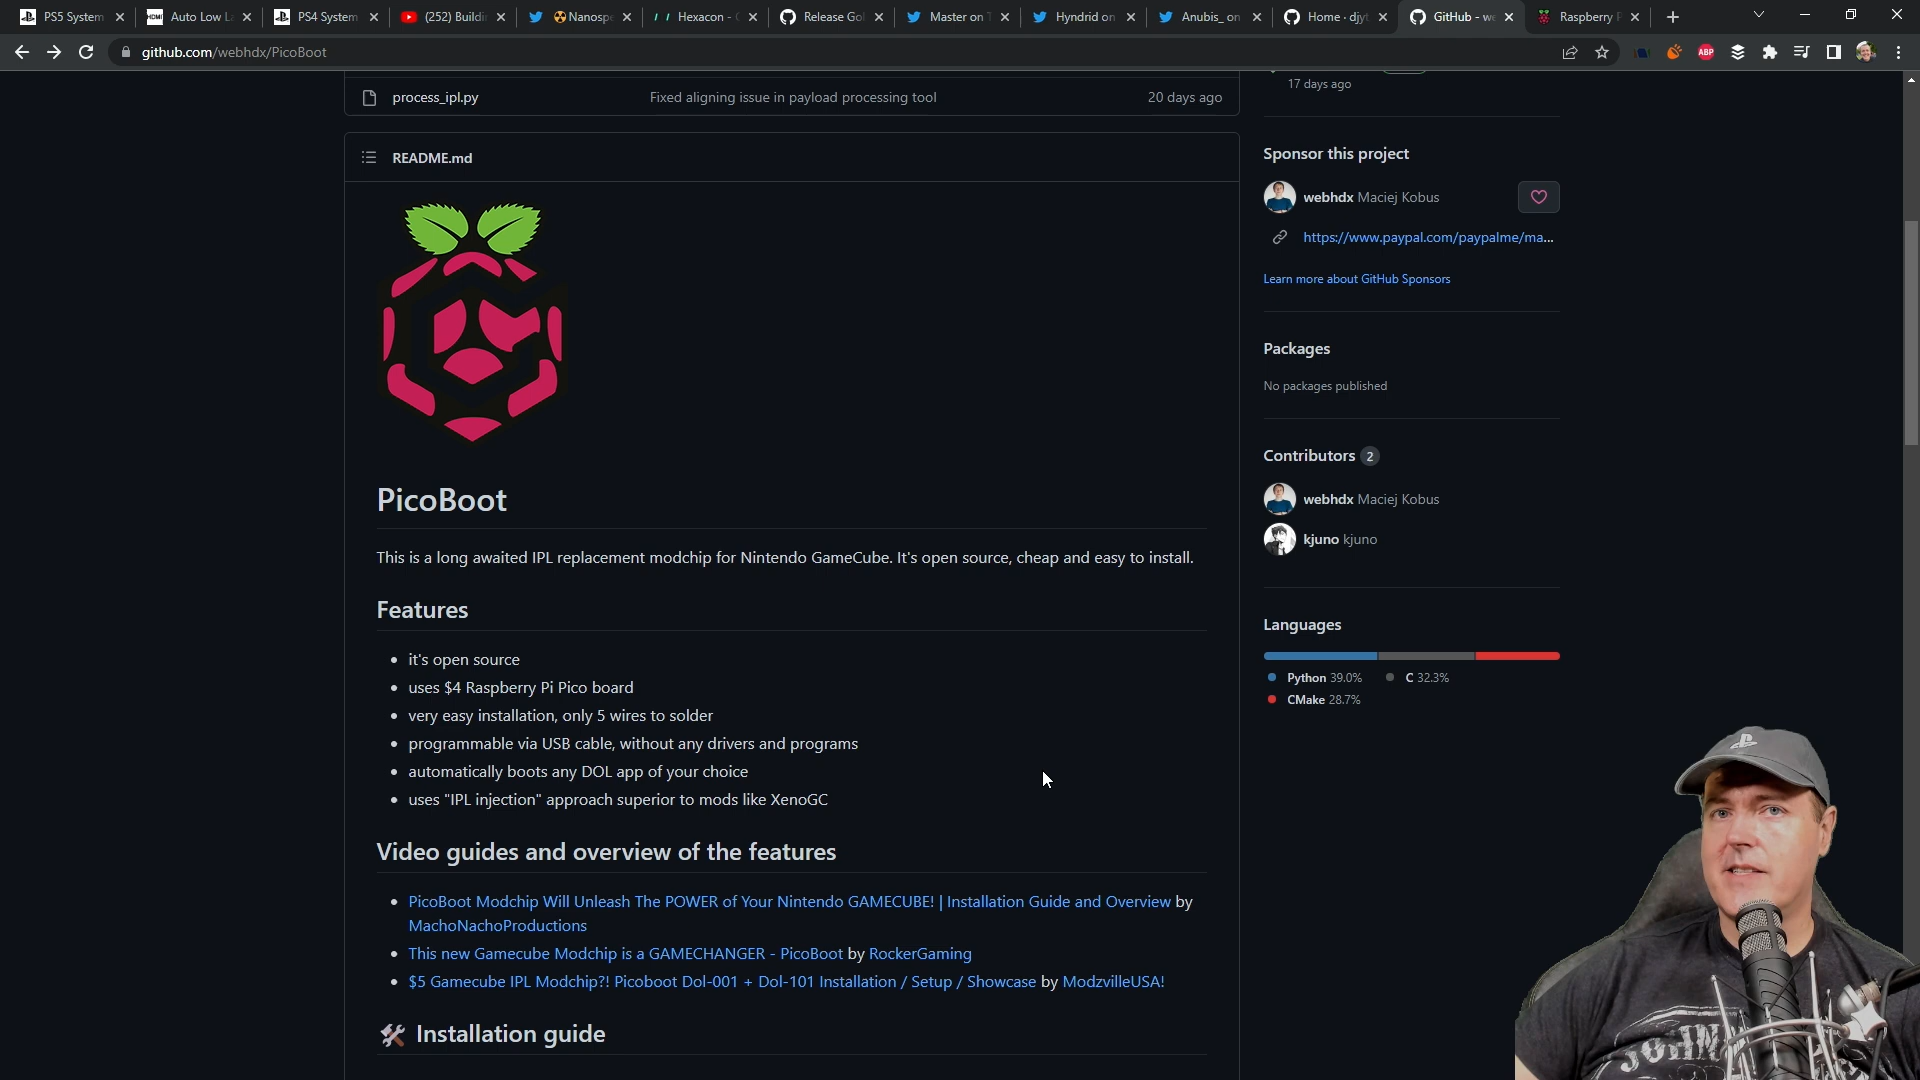 PS5 System
Auto Low L
PS4 System
(252) Buildi
Nanosp
Hexacon -
Release Gol
Master on T
Hyndrid on
Anubis_ on
Home · djy
GitHub - we
Raspberry P
github.com/webhdx/PicoBoot
ABP
process_ipl.py
Fixed aligning issue in payload processing tool
20 days ago
README.md
PicoBoot
This is a long awaited IPL replacement modchip for Nintendo GameCube. It's open source, cheap and easy to install.
Features
it's open source
uses $4 Raspberry Pi Pico board
very easy installation, only 5 wires to solder
programmable via USB cable, without any drivers and programs
automatically boots any DOL app of your choice
uses "IPL injection" approach superior to mods like XenoGC
Video guides and overview of the features
PicoBoot Modchip Will Unleash The POWER of Your Nintendo GAMECUBE! | Installation Guide and Overview by
MachoNachoProductions
This new Gamecube Modchip is a GAMECHANGER - PicoBoot by RockerGaming
$5 Gamecube IPL Modchip?! Picoboot Dol-001 + Dol-101 Installation / Setup / Showcase by ModzvilleUSA!
Installation guide
17 days ago
Sponsor this project
webhdx Maciej Kobus
https://www.paypal.com/paypalme/ma...
Learn more about GitHub Sponsors
Packages
No packages published
Contributors 2
webhdx Maciej Kobus
kjuno kjuno
Languages
Python 39.0%
C 32.3%
CMake 28.7%
JOHN